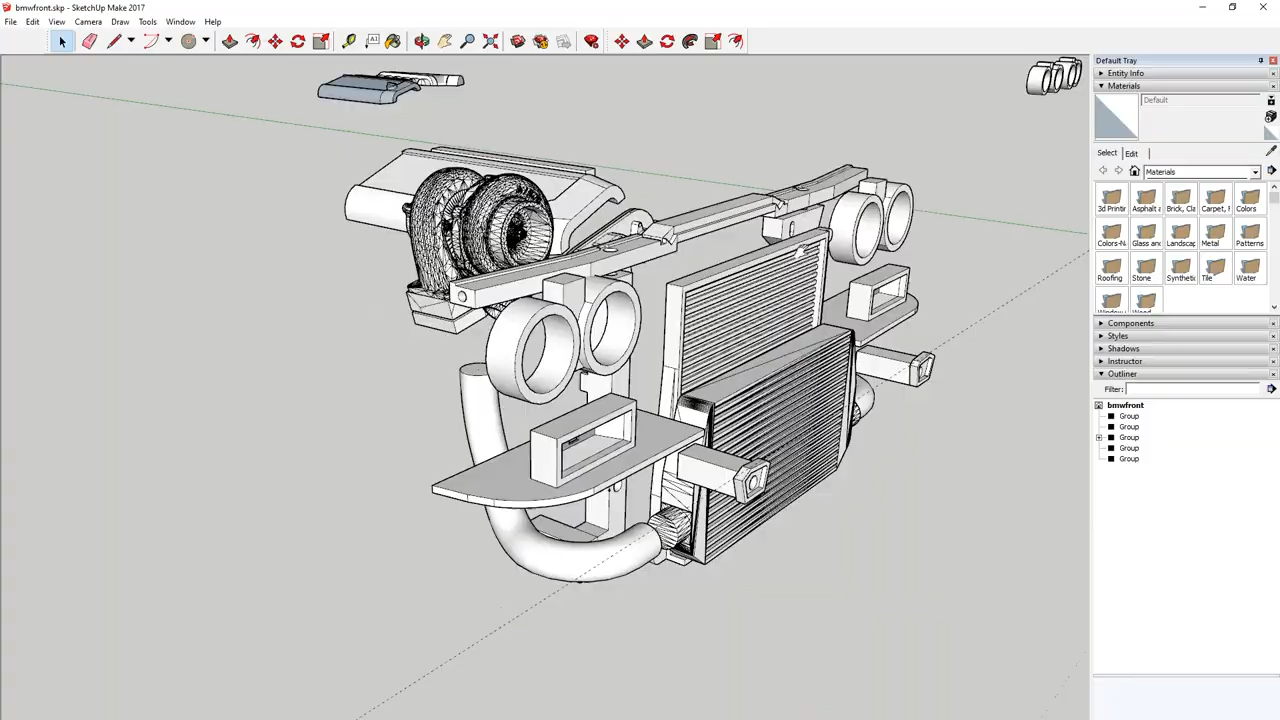 bmwfront.skp - SketchUp Make 2017
File Edit View Camera Draw Tools Window Help
Default Tray
Entity Info
Materials
Default
Select Edit
Materials
3d Printi Asphalt a Brick, Cla Carpet, F Colors
Colors-N Glass and Landscap Metal Patterns
Roofing Stone Synthetic Tile Water
Components
Styles
Shadows
Instructor
Outliner
Filter:
bmwfront
Group
Group
Group
Group
Group